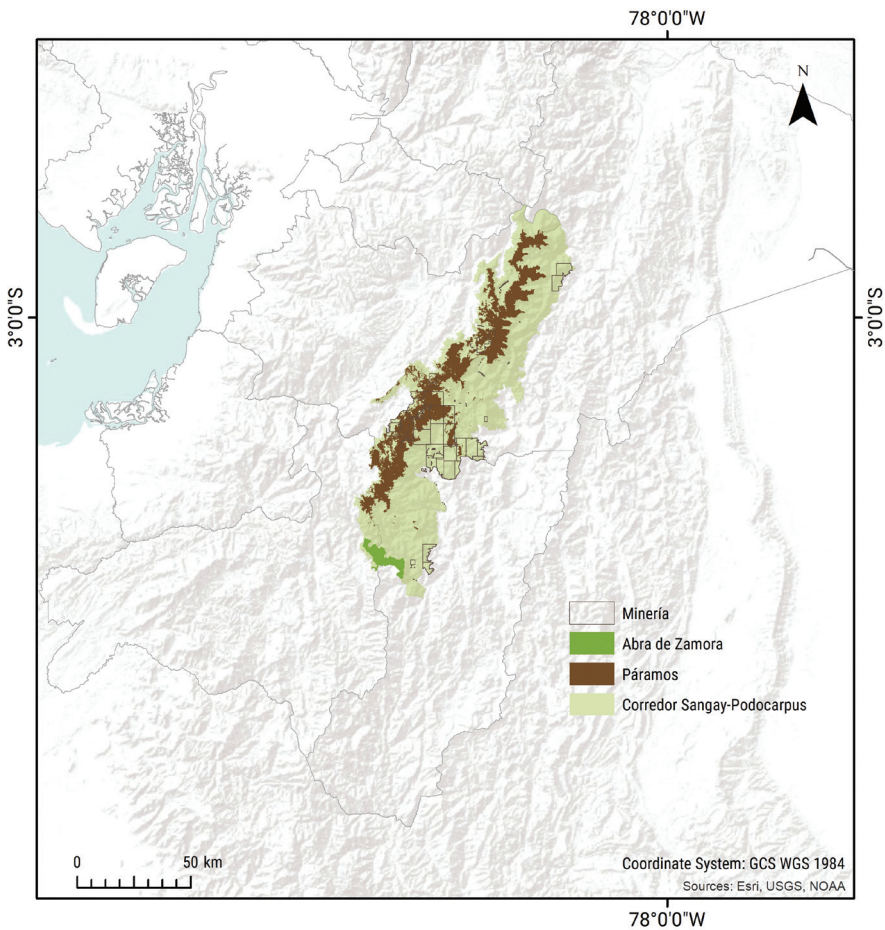 78°0'0"W
N
3°0'0"S
3°0'0"S
Minería
Abra de Zamora
Páramos
Corredor Sangay-Podocarpus
0 50 km
Coordinate System: GCS WGS 1984
Sources: Esri, USGS, NOAA
78°0'0"W